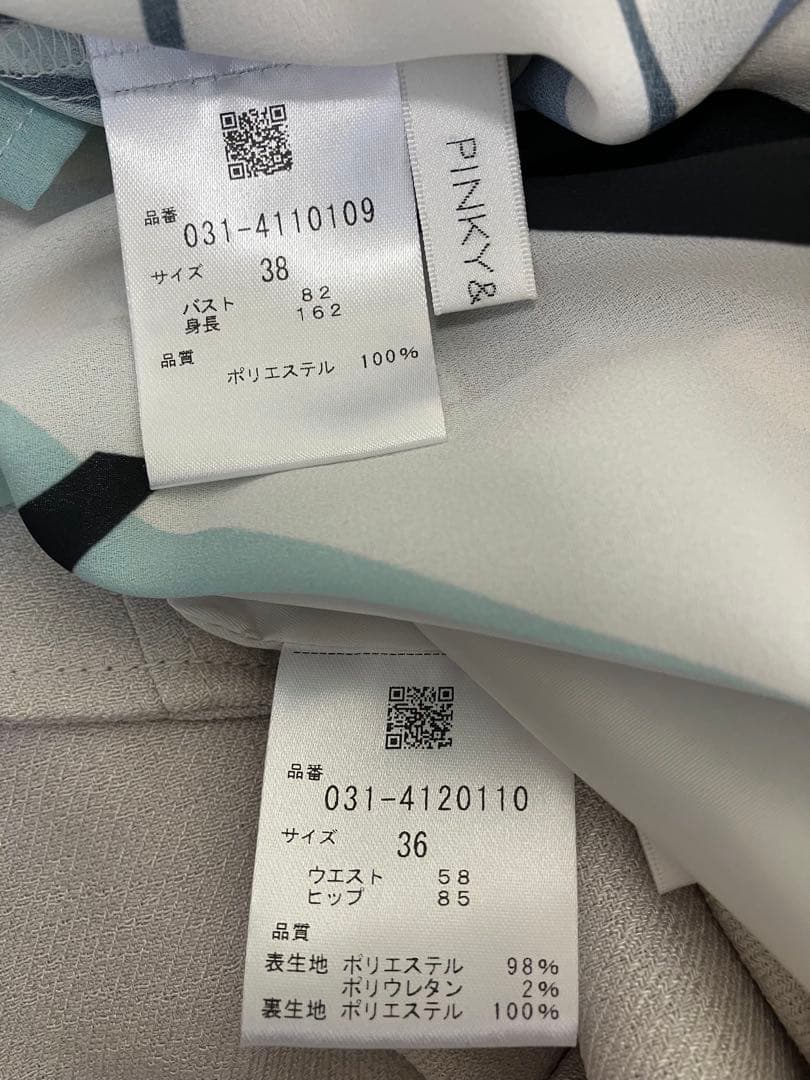 品番 031-4110109
サイズ 38
バスト 82
身長 162
品質
ポリエステル 100%
PINKY &
品番 031-4120110
サイズ 36
ウエスト 58
ヒップ 85
品質
表生地 ポリエステル 98%
ポリウレタン 2%
裏生地 ポリエステル 100%